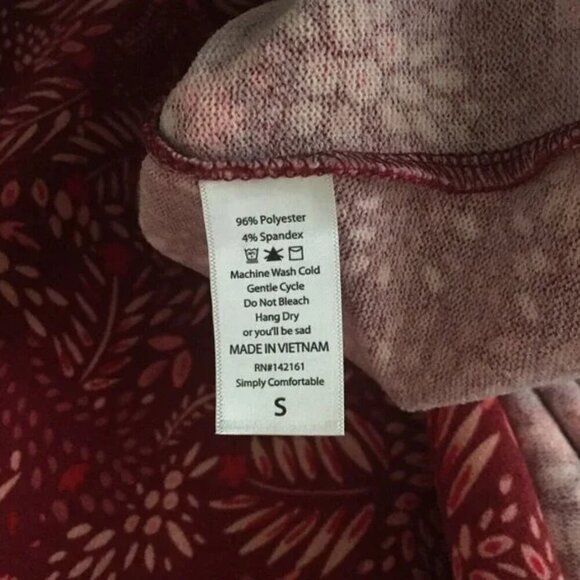 96% Polyester
4% Spandex
Machine Wash Cold
Gentle Cycle
Do Not Bleach
Hang Dry
or you'll be sad
MADE IN VIETNAM
RN#142161
Simply Comfortable
S